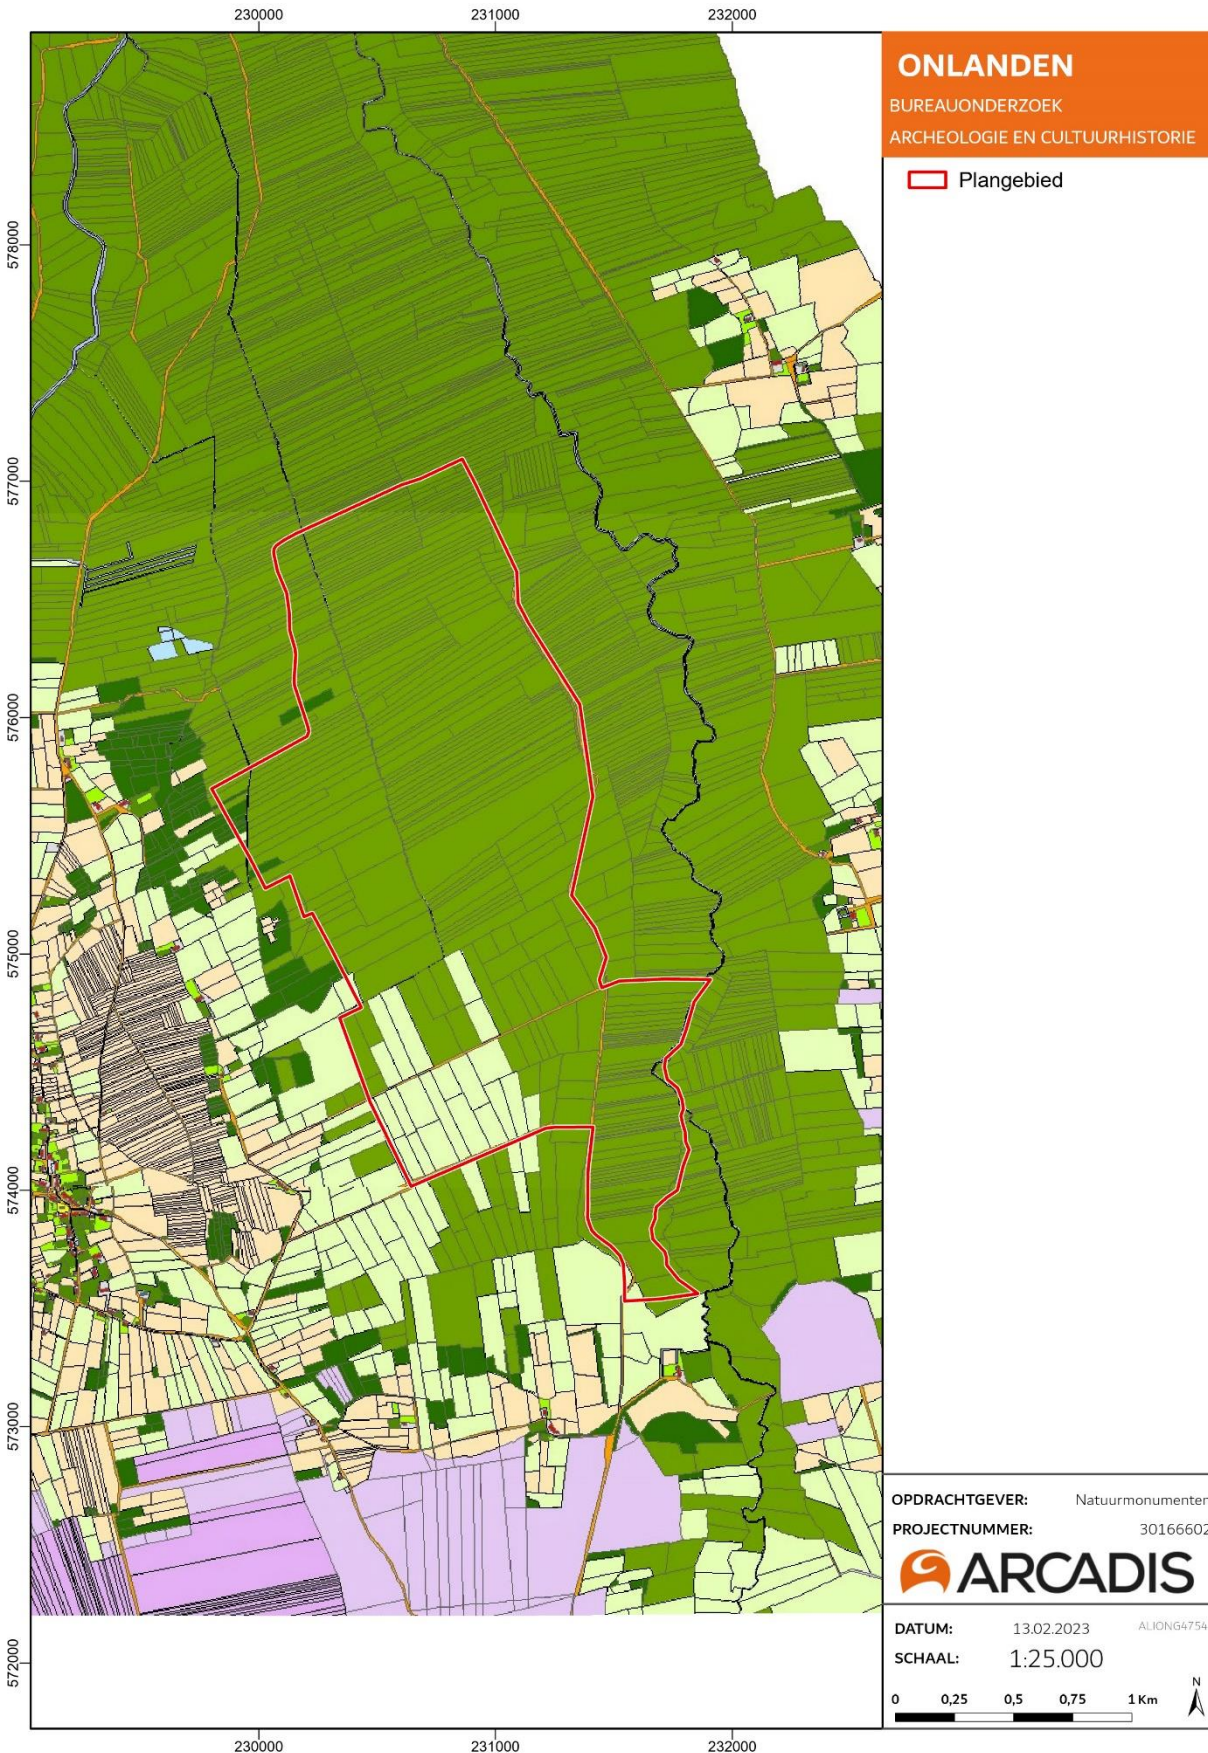 230000 231000 232000
ONLANDEN
BUREAUONDERZOEK
ARCHEOLOGIE EN CULTUURHISTORIE
Plangebied
578000
577000
576000
575000
574000
573000
572000
OPDRACHTGEVER: Natuurmonumenten
PROJECTNUMMER: 30166602
ARCADIS
DATUM: 13.02.2023 ALIONG4754
SCHAAL: 1:25.000
0 0,25 0,5 0,75 1 Km
N
230000 231000 232000